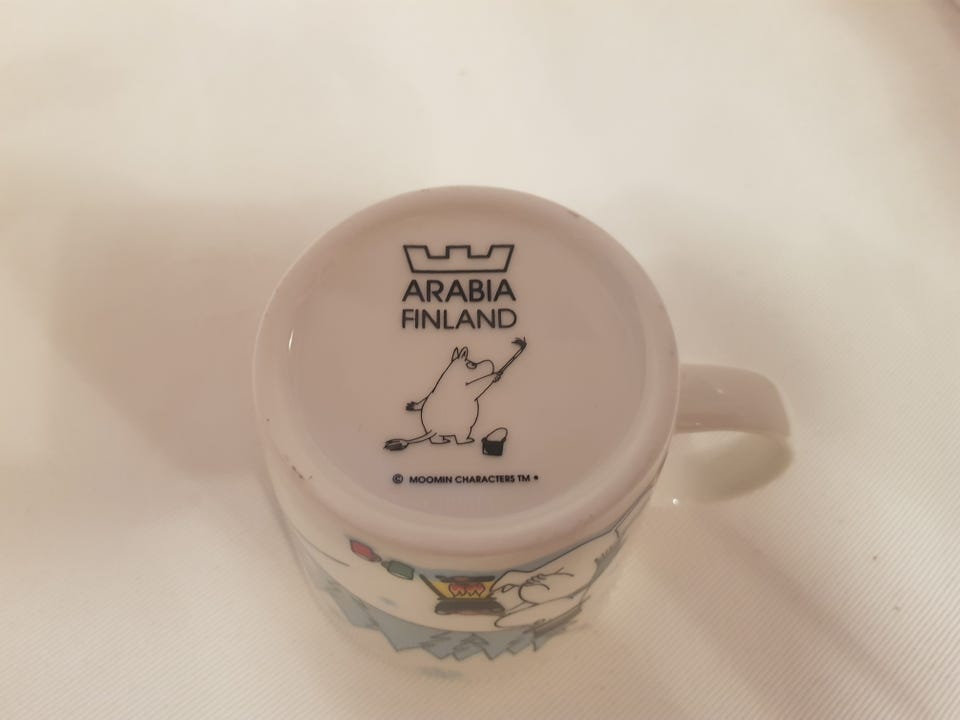 ARABIA
FINLAND
© MOOMIN CHARACTERS TM •